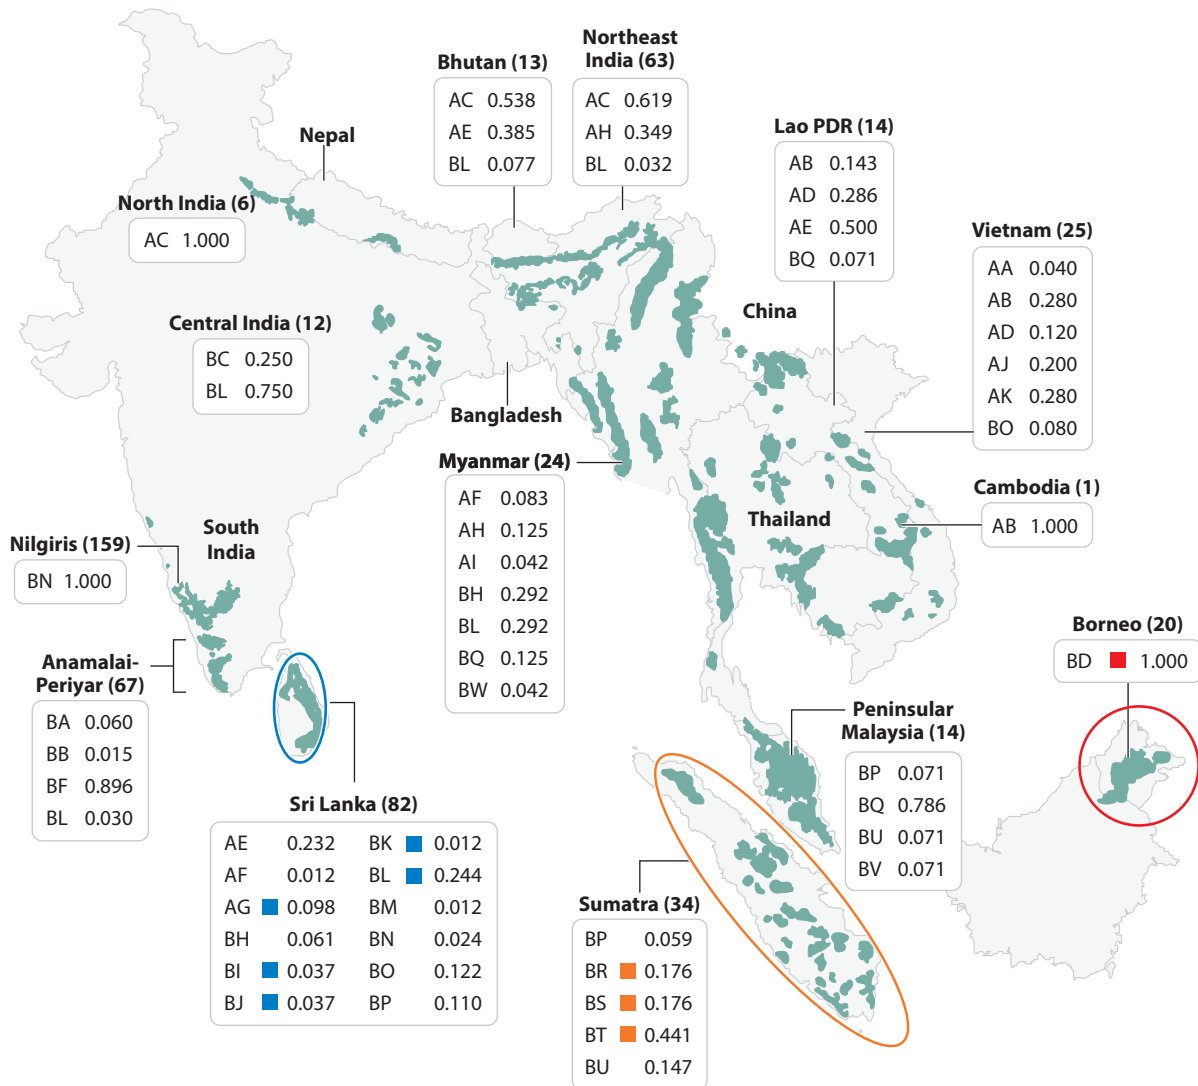 Northeast
India (63)
AC 0.619
AH 0.349
BL 0.032
Bhutan (13)
AC 0.538
AE 0.385
BL 0.077
Nepal
North India (6)
AC 1.000
Lao PDR (14)
AB 0.143
AD 0.286
AE 0.500
BQ 0.071
Vietnam (25)
AA 0.040
AB 0.280
AD 0.120
AJ 0.200
AK 0.280
BO 0.080
China
Central India (12)
BC 0.250
BL 0.750
Bangladesh
Myanmar (24)
AF 0.083
AH 0.125
AI 0.042
BH 0.292
BL 0.292
BQ 0.125
BW 0.042
Cambodia (1)
AB 1.000
Thailand
South
India
Nilgiris (159)
BN 1.000
Anamalai-
Periyar (67)
BA 0.060
BB 0.015
BF 0.896
BL 0.030
Borneo (20)
BD 1.000
Peninsular
Malaysia (14)
BP 0.071
BQ 0.786
BU 0.071
BV 0.071
Sri Lanka (82)
AE 0.232 BK 0.012
AF 0.012 BL 0.244
AG 0.098 BM 0.012
BH 0.061 BN 0.024
BI 0.037 BO 0.122
BJ 0.037 BP 0.110
Sumatra (34)
BP 0.059
BR 0.176
BS 0.176
BT 0.441
BU 0.147